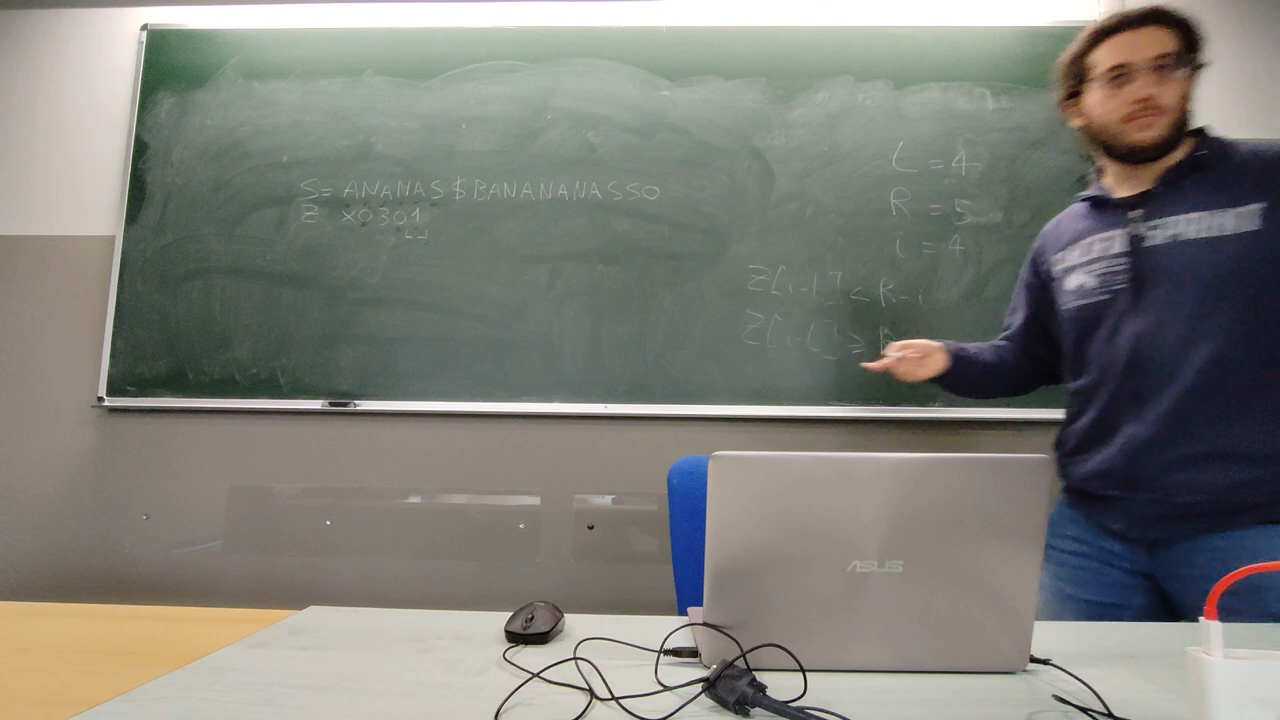 S= ANANAS$BANANANASSO
Z x0301
L = 4
R = 5
i = 4
Z[i-l] < R-i
Z[i-l] ≥ R
ASUS